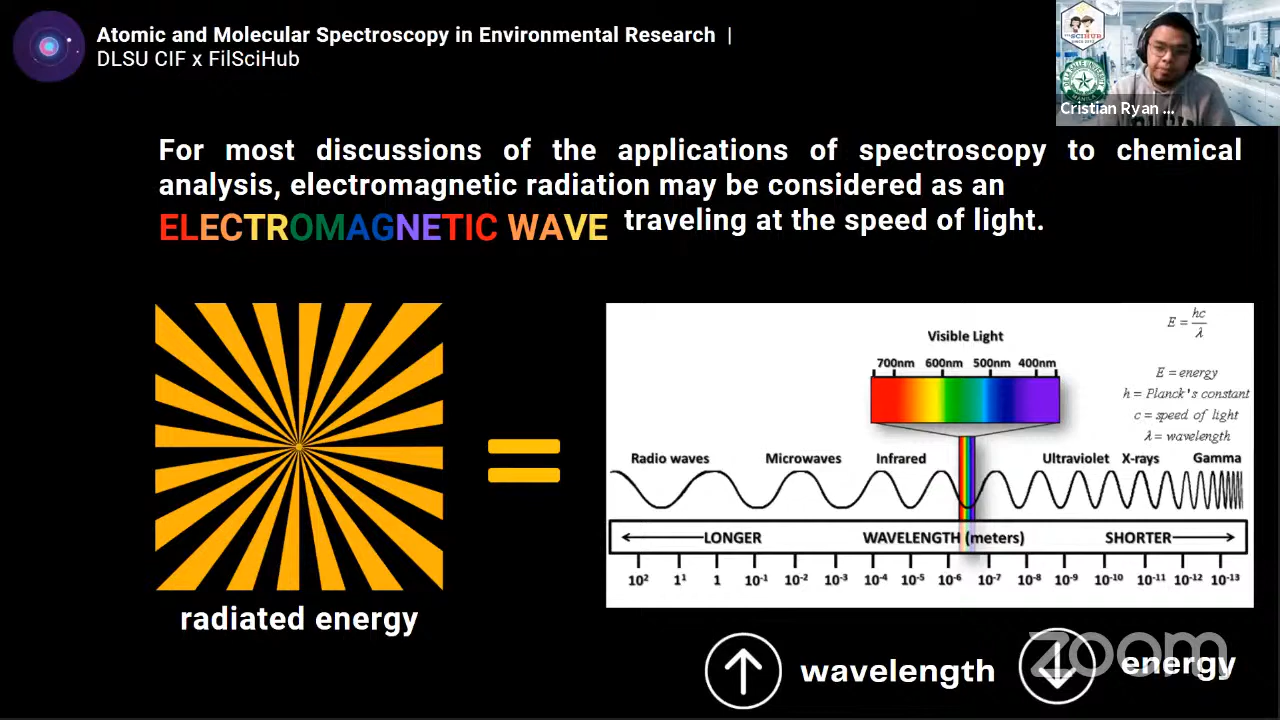 Atomic and Molecular Spectroscopy in Environmental Research |
DLSU CIF x FilSciHub
Cristian Ryan ...
For most discussions of the applications of spectroscopy to chemical
analysis, electromagnetic radiation may be considered as an
ELECTROMAGNETIC WAVE traveling at the speed of light.
E = hc/λ
Visible Light
700nm 600nm 500nm 400nm
E = energy
h = Planck's constant
c = speed of light
λ = wavelength
Radio waves Microwaves Infrared Ultraviolet X-rays Gamma
LONGER WAVELENGTH (meters) SHORTER
10² 1¹ 1 10⁻¹ 10⁻² 10⁻³ 10⁻⁴ 10⁻⁵ 10⁻⁶ 10⁻⁷ 10⁻⁸ 10⁻⁹ 10⁻¹⁰ 10⁻¹¹ 10⁻¹² 10⁻¹³
radiated energy
wavelength energy
zoom